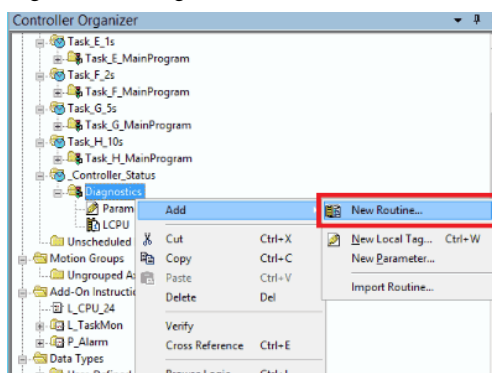 Controller Organizer
Task_E_1s
Task_E_MainProgram
Task_F_2s
Task_F_MainProgram
Task_G_5s
Task_G_MainProgram
Task_H_10s
Task_H_MainProgram
_Controller_Status
Diagnostics
Param
LCPU
Unscheduled
Motion Groups
Ungrouped A
Add-On Instructi
L_CPU_24
L_TaskMon
P_Alarm
Data Types
Add
Cut Ctrl+X
Copy Ctrl+C
Paste Ctrl+V
Delete Del
Verify
Cross Reference Ctrl+E
New Routine...
New Local Tag... Ctrl+W
New Parameter...
Import Routine...